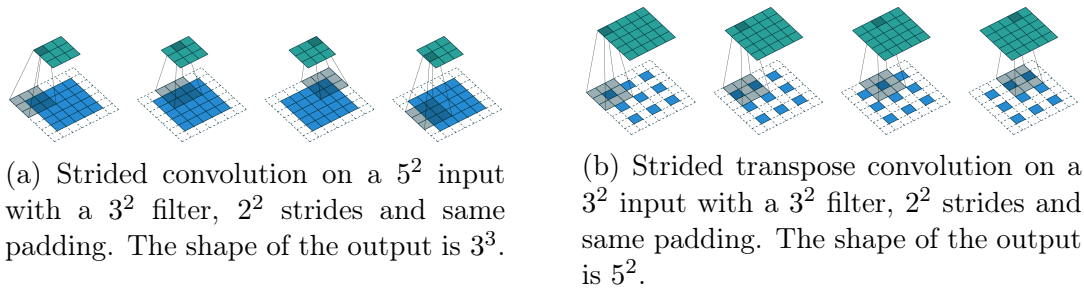 (a) Strided convolution on a 5² input
with a 3² filter, 2² strides and same
padding. The shape of the output is 3³.
(b) Strided transpose convolution on a
3² input with a 3² filter, 2² strides and
same padding. The shape of the output
is 5².